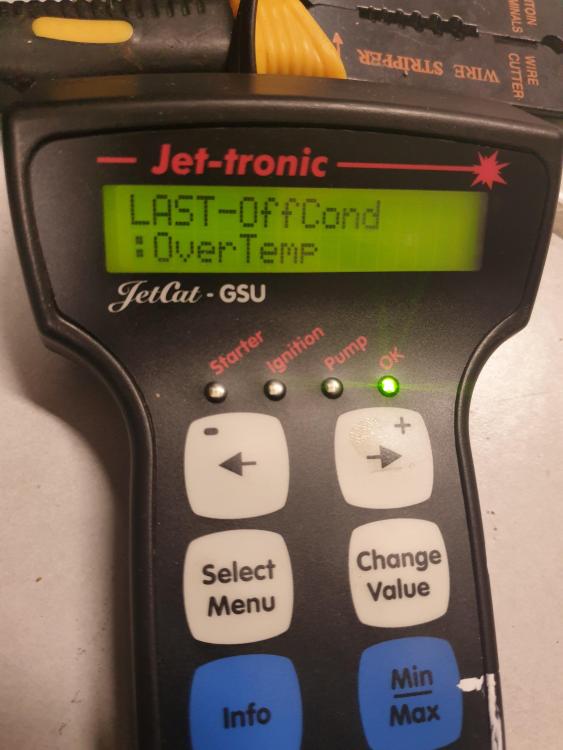 WIRE STRIPPER
WIRE
CUTTER
Jet-tronic
LAST-OffCond
:OverTemp
JetCat - GSU
Starter
Ignition
Pump
OK
-
+
Select
Menu
Change
Value
Info
Min
Max